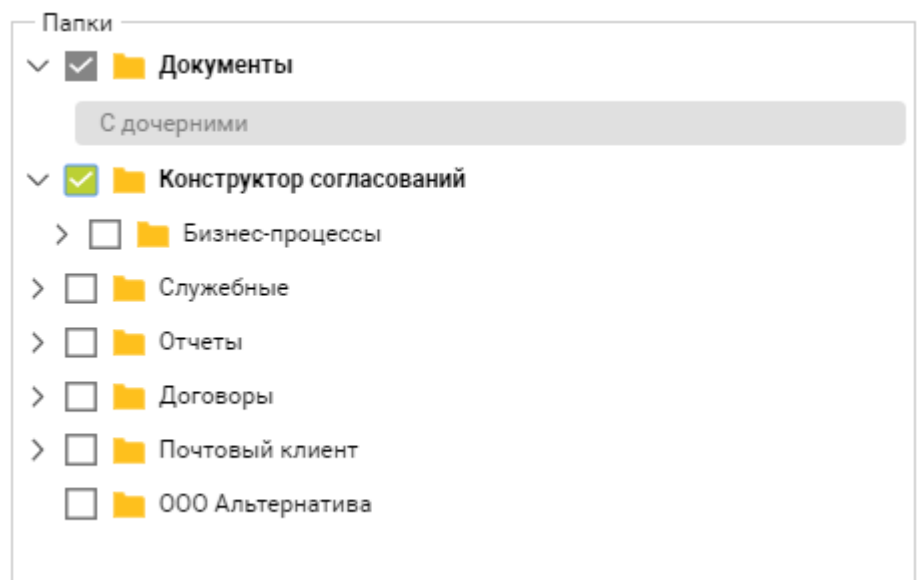 Папки
Документы
С дочерними
Конструктор согласований
Бизнес-процессы
Служебные
Отчеты
Договоры
Почтовый клиент
ООО Альтернатива